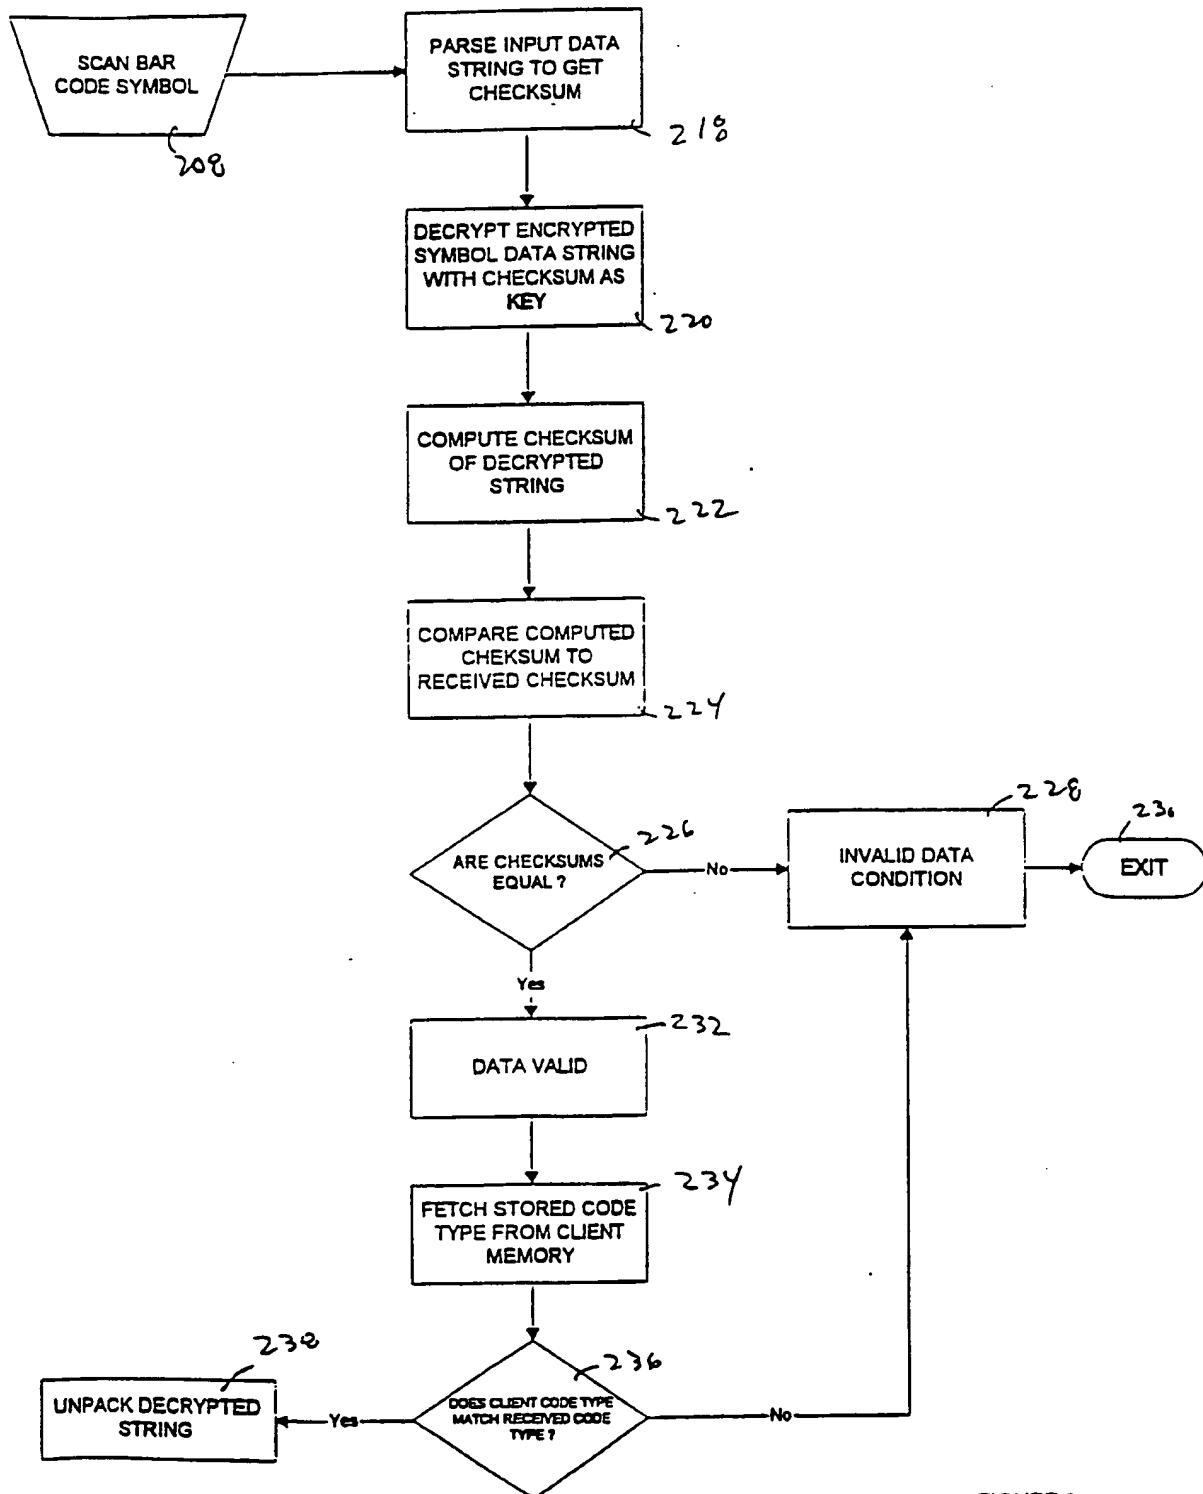 SCAN BAR
CODE SYMBOL
208
PARSE INPUT DATA
STRING TO GET
CHECKSUM
218
DECRYPT ENCRYPTED
SYMBOL DATA STRING
WITH CHECKSUM AS
KEY
220
COMPUTE CHECKSUM
OF DECRYPTED
STRING
222
COMPARE COMPUTED
CHEKSUM TO
RECEIVED CHECKSUM
224
ARE CHECKSUMS
EQUAL ?
226
No
INVALID DATA
CONDITION
228
EXIT
230
Yes
DATA VALID
232
FETCH STORED CODE
TYPE FROM CLIENT
MEMORY
234
DOES CLIENT CODE TYPE
MATCH RECEIVED CODE
TYPE ?
236
No
Yes
UNPACK DECRYPTED
STRING
238